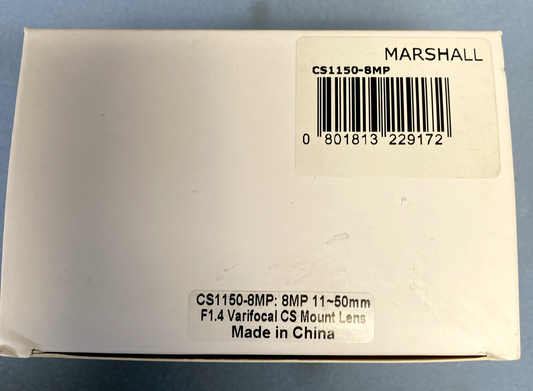 MARSHALL
CS1150-8MP
0 801813 229172
CS1150-8MP: 8MP 11~50mm
F1.4 Varifocal CS Mount Lens
Made in China